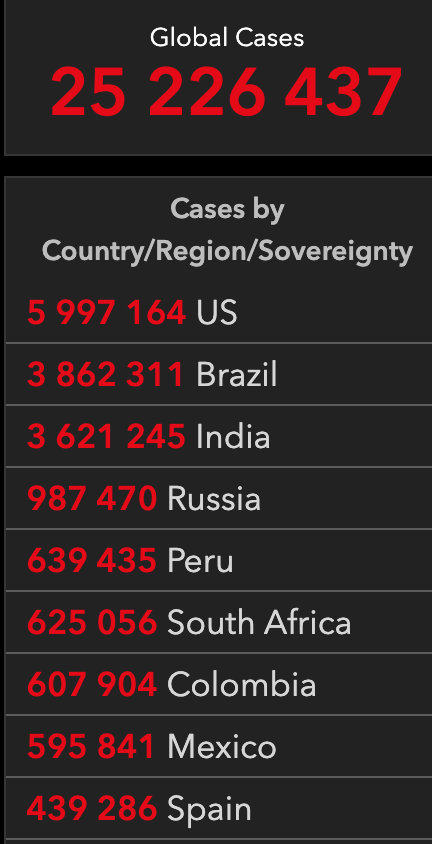 Global Cases
25 226 437
Cases by
Country/Region/Sovereignty
5 997 164 US
3 862 311 Brazil
3 621 245 India
987 470 Russia
639 435 Peru
625 056 South Africa
607 904 Colombia
595 841 Mexico
439 286 Spain